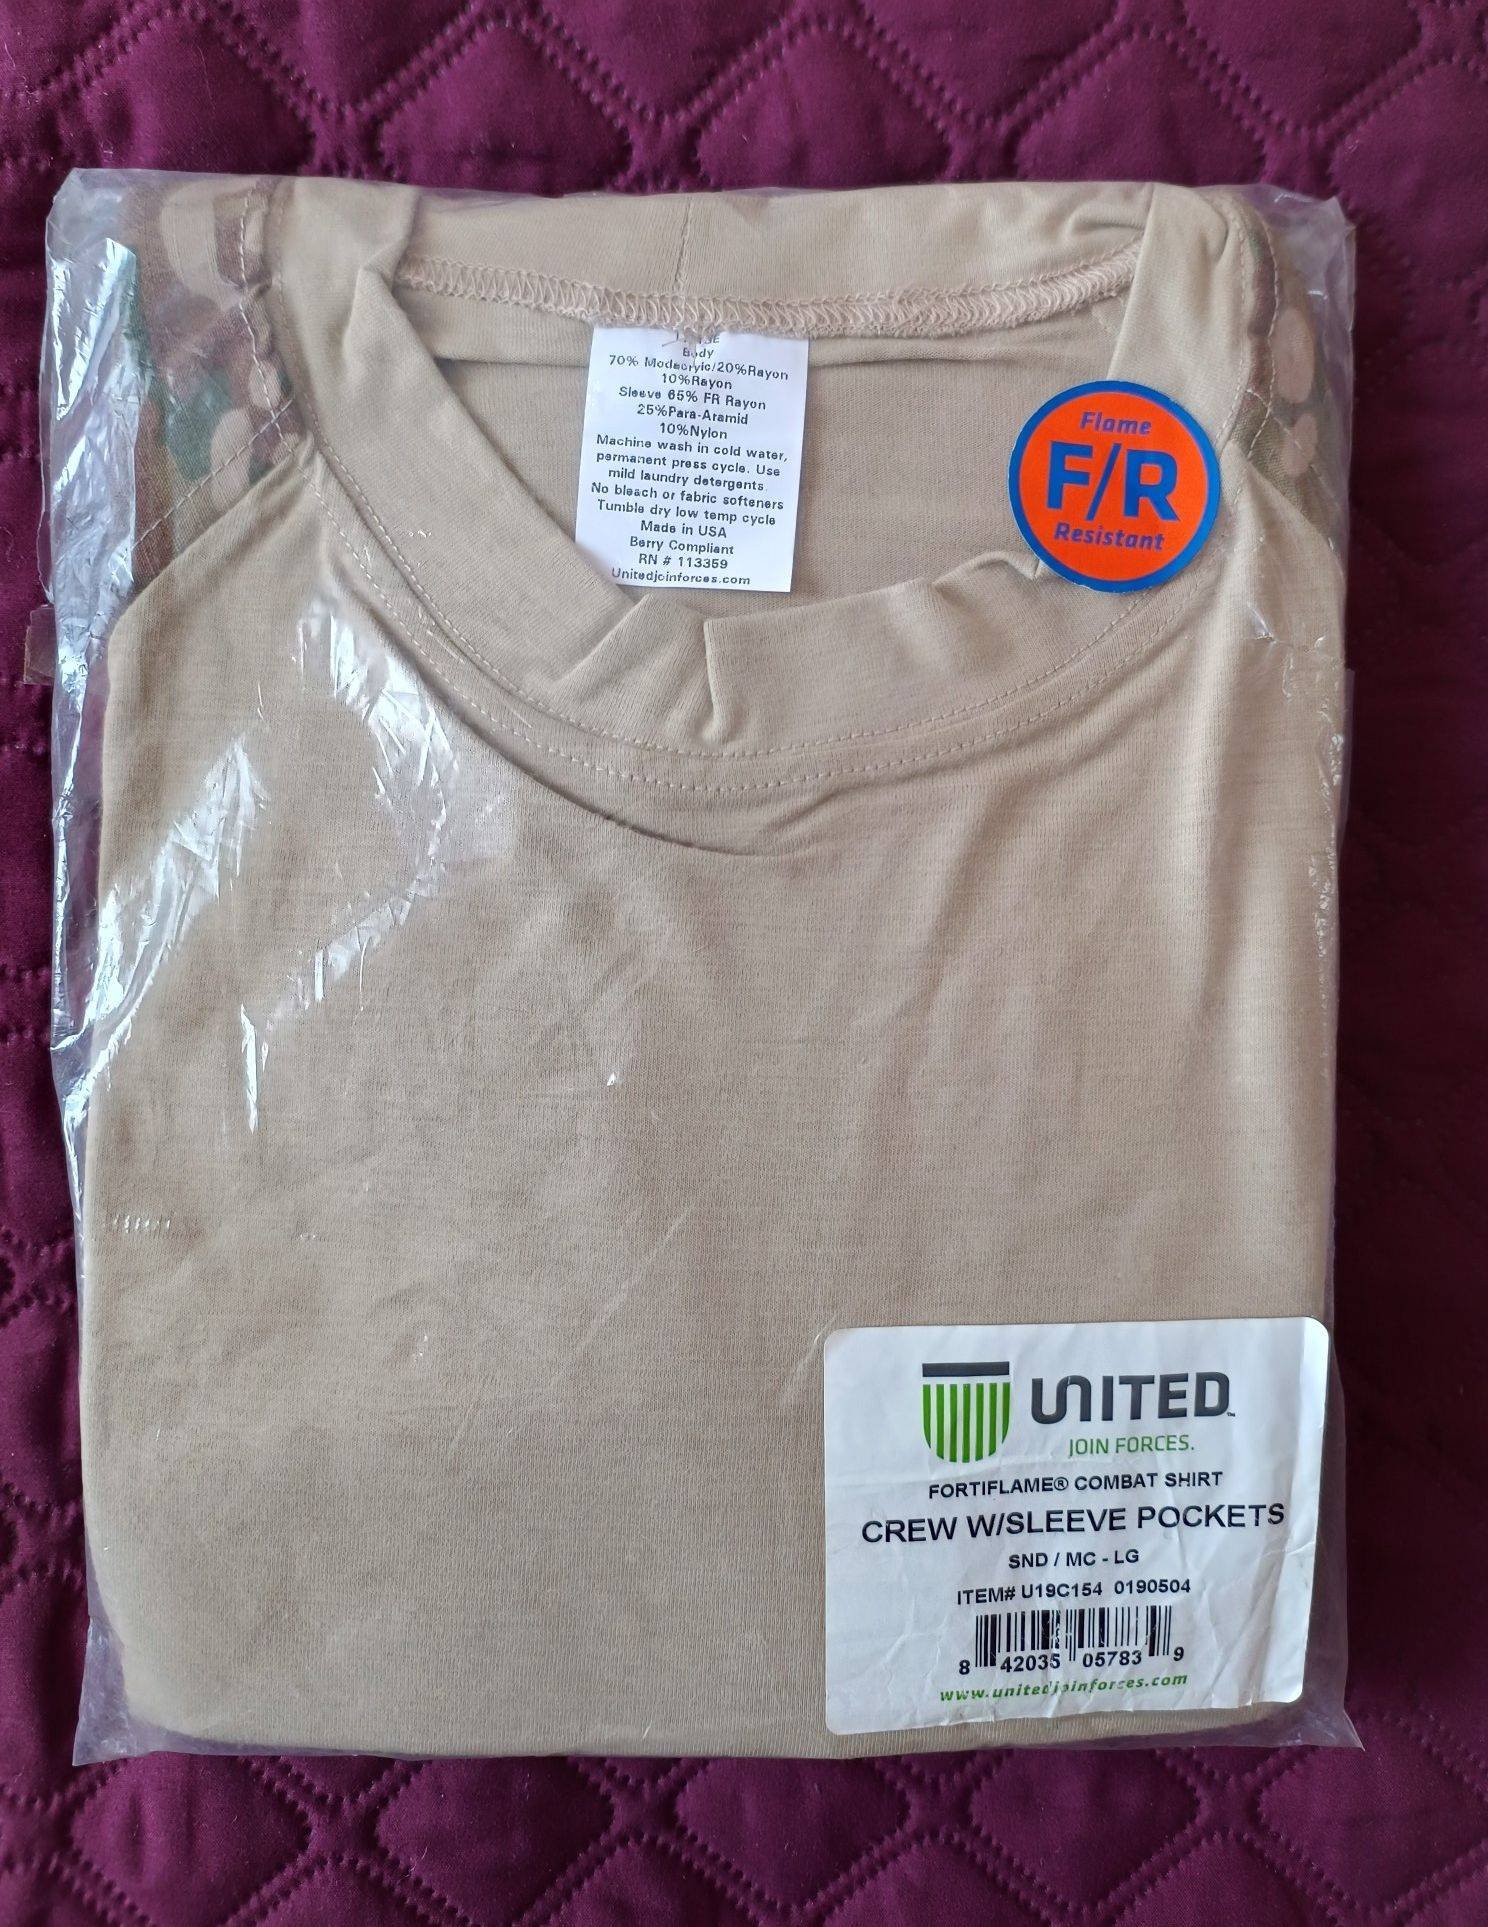 Body
70% Modacrylic/20%Rayon
10%Rayon
Sleeve 65% FR Rayon
25%Para-Aramid
10%Nylon
Machine wash in cold water,
permanent press cycle. Use
mild laundry detergents.
No bleach or fabric softeners
Tumble dry low temp cycle
Made in USA
Berry Compliant
RN # 113359
Unitedjoinforces.com
Flame
F/R
Resistant
UNITED™
JOIN FORCES.
FORTIFLAME® COMBAT SHIRT
CREW W/SLEEVE POCKETS
SND / MC - LG
ITEM# U19C154 0190504
8 42035 05783 9
www.unitedjoinforces.com